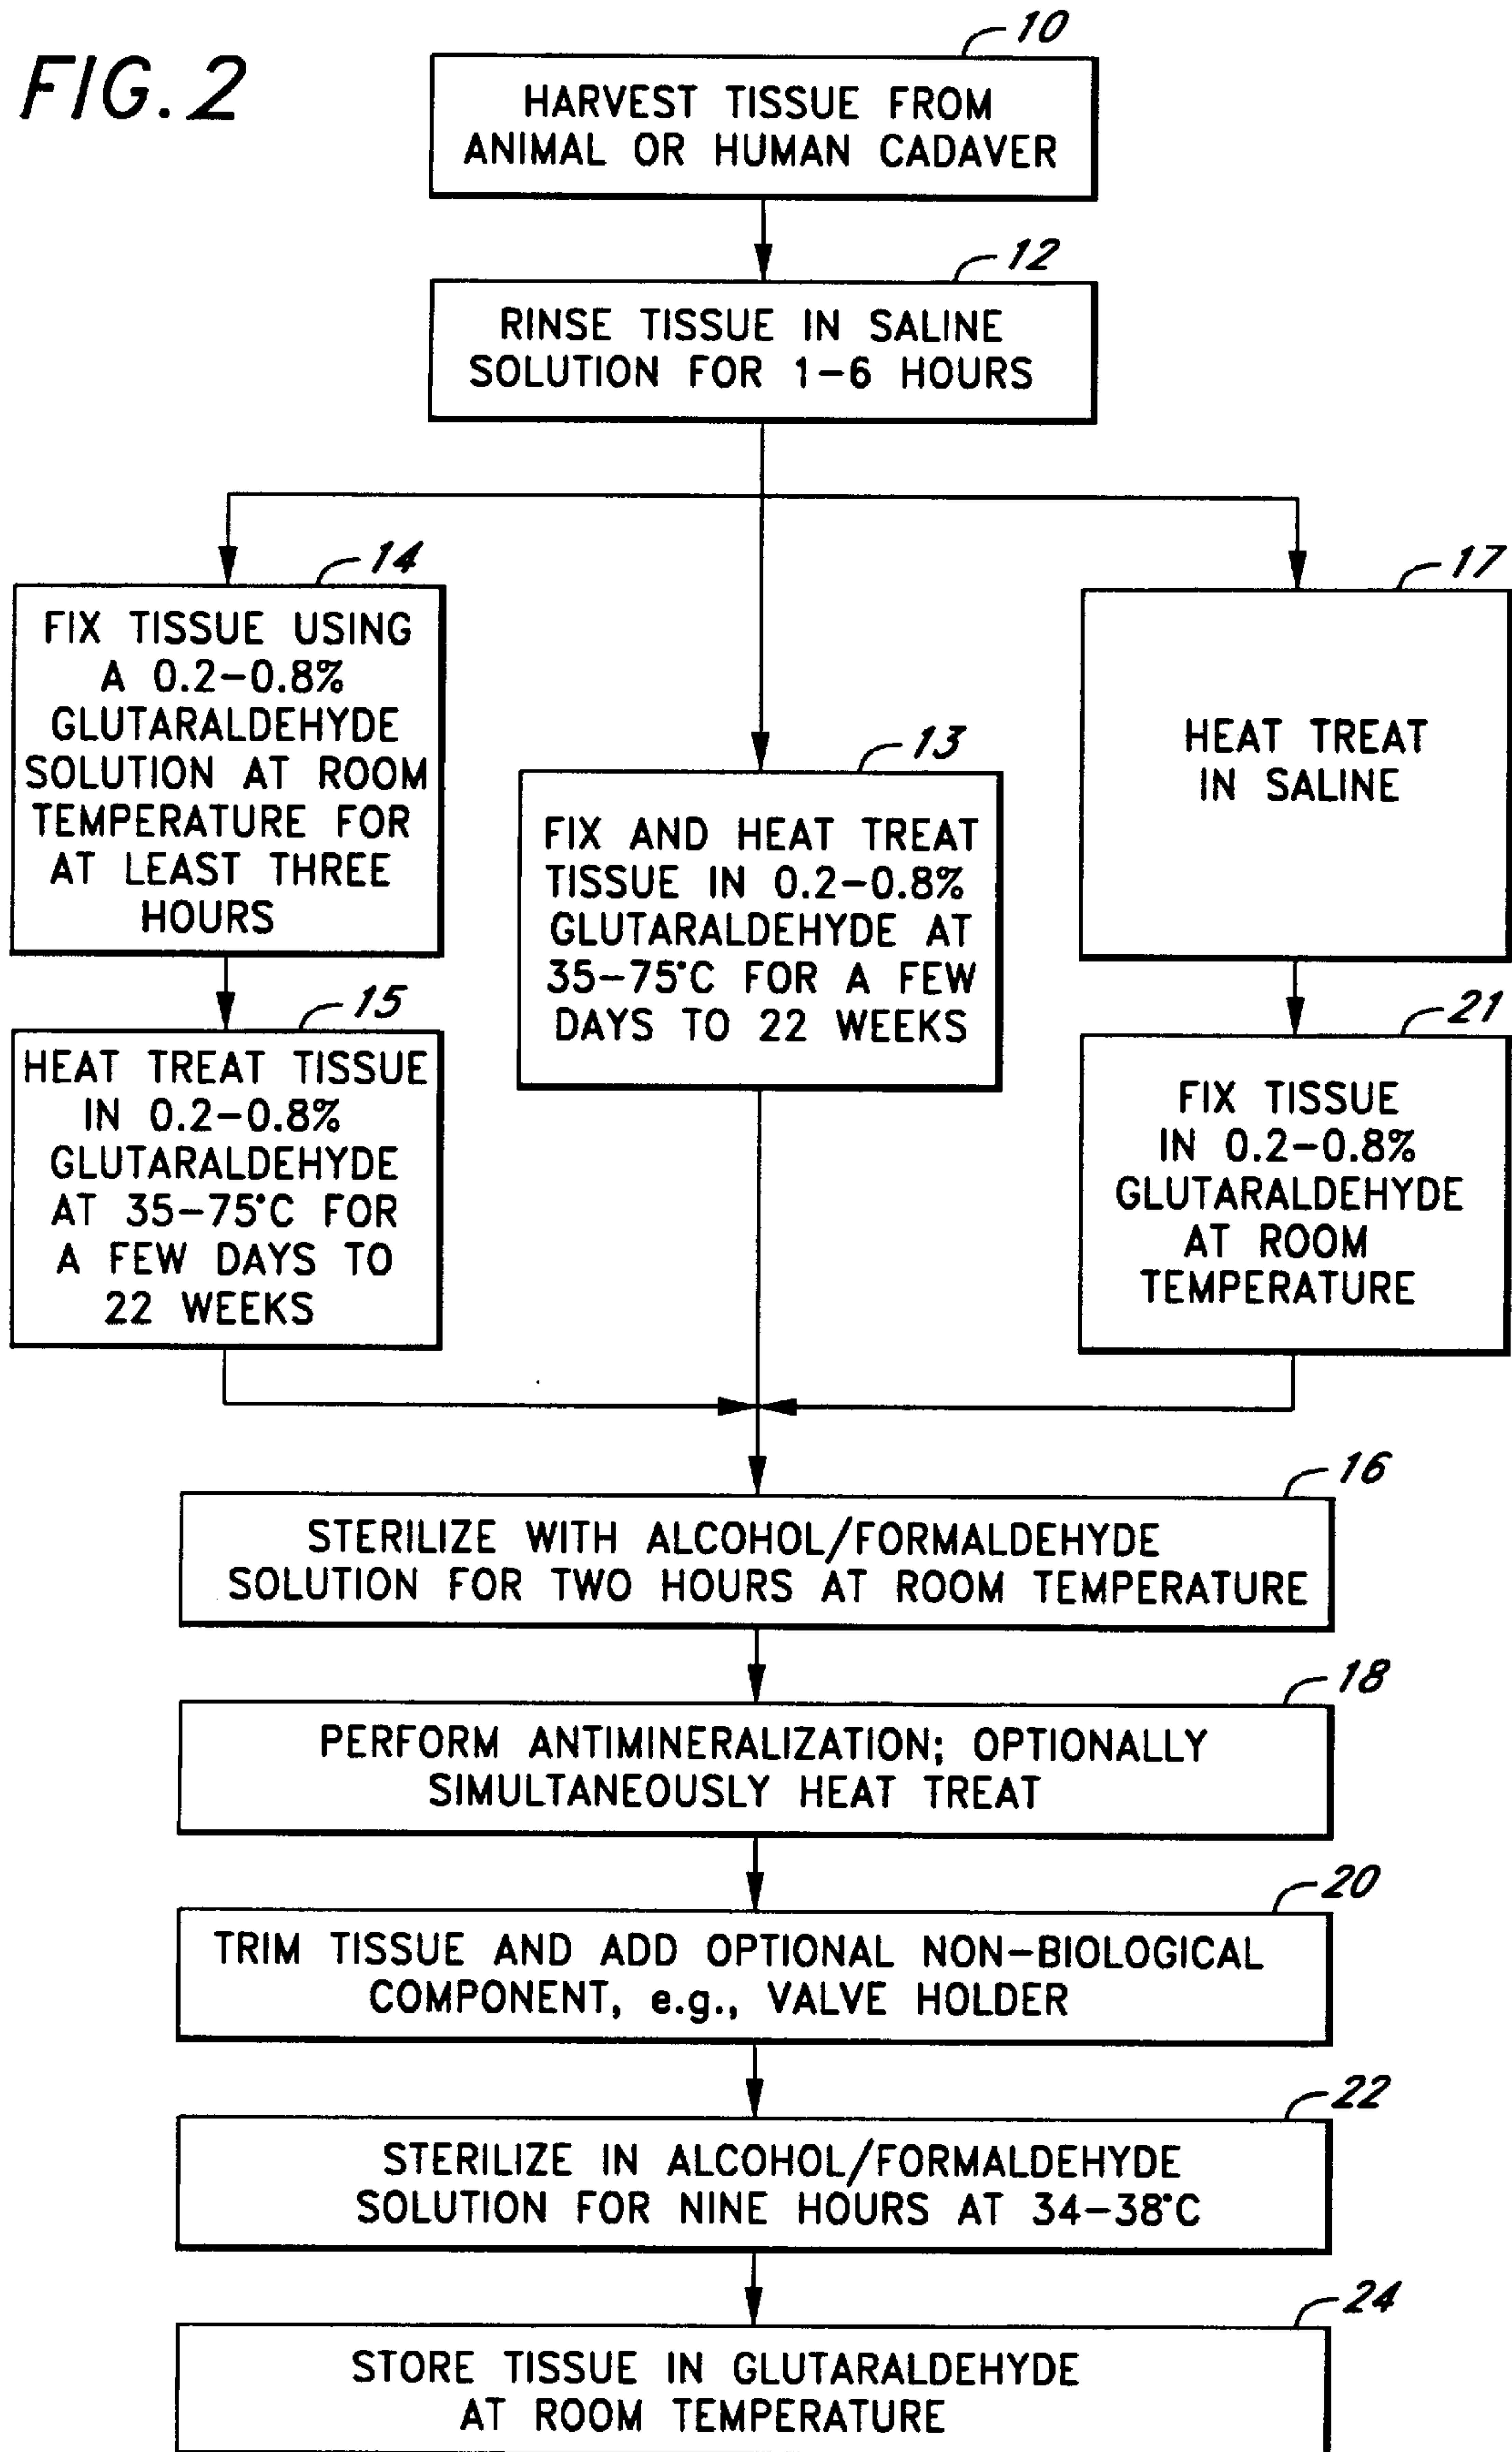 FIG. 2
10
HARVEST TISSUE FROM
ANIMAL OR HUMAN CADAVER
12
RINSE TISSUE IN SALINE
SOLUTION FOR 1-6 HOURS
14
FIX TISSUE USING
A 0.2-0.8%
GLUTARALDEHYDE
SOLUTION AT ROOM
TEMPERATURE FOR
AT LEAST THREE
HOURS
15
HEAT TREAT TISSUE
IN 0.2-0.8%
GLUTARALDEHYDE
AT 35-75°C FOR
A FEW DAYS TO
22 WEEKS
13
FIX AND HEAT TREAT
TISSUE IN 0.2-0.8%
GLUTARALDEHYDE AT
35-75°C FOR A FEW
DAYS TO 22 WEEKS
17
HEAT TREAT
IN SALINE
21
FIX TISSUE
IN 0.2-0.8%
GLUTARALDEHYDE
AT ROOM
TEMPERATURE
16
STERILIZE WITH ALCOHOL/FORMALDEHYDE
SOLUTION FOR TWO HOURS AT ROOM TEMPERATURE
18
PERFORM ANTIMINERALIZATION; OPTIONALLY
SIMULTANEOUSLY HEAT TREAT
20
TRIM TISSUE AND ADD OPTIONAL NON-BIOLOGICAL
COMPONENT, e.g., VALVE HOLDER
22
STERILIZE IN ALCOHOL/FORMALDEHYDE
SOLUTION FOR NINE HOURS AT 34-38°C
24
STORE TISSUE IN GLUTARALDEHYDE
AT ROOM TEMPERATURE